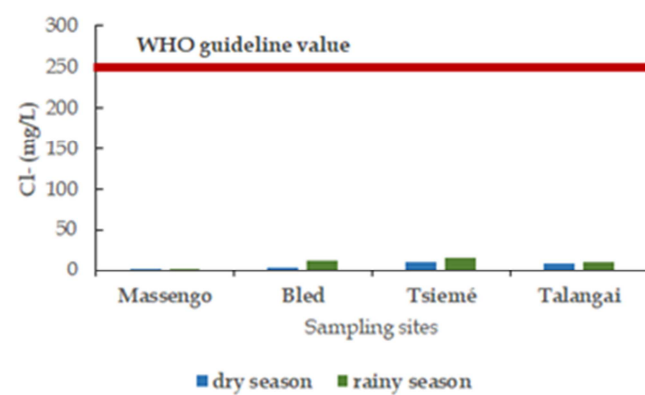 300
WHO guideline value
250
200
150
100
50
0
Cl- (mg/L)
Massengo Bled Tsiemé Talangai
Sampling sites
dry season rainy season